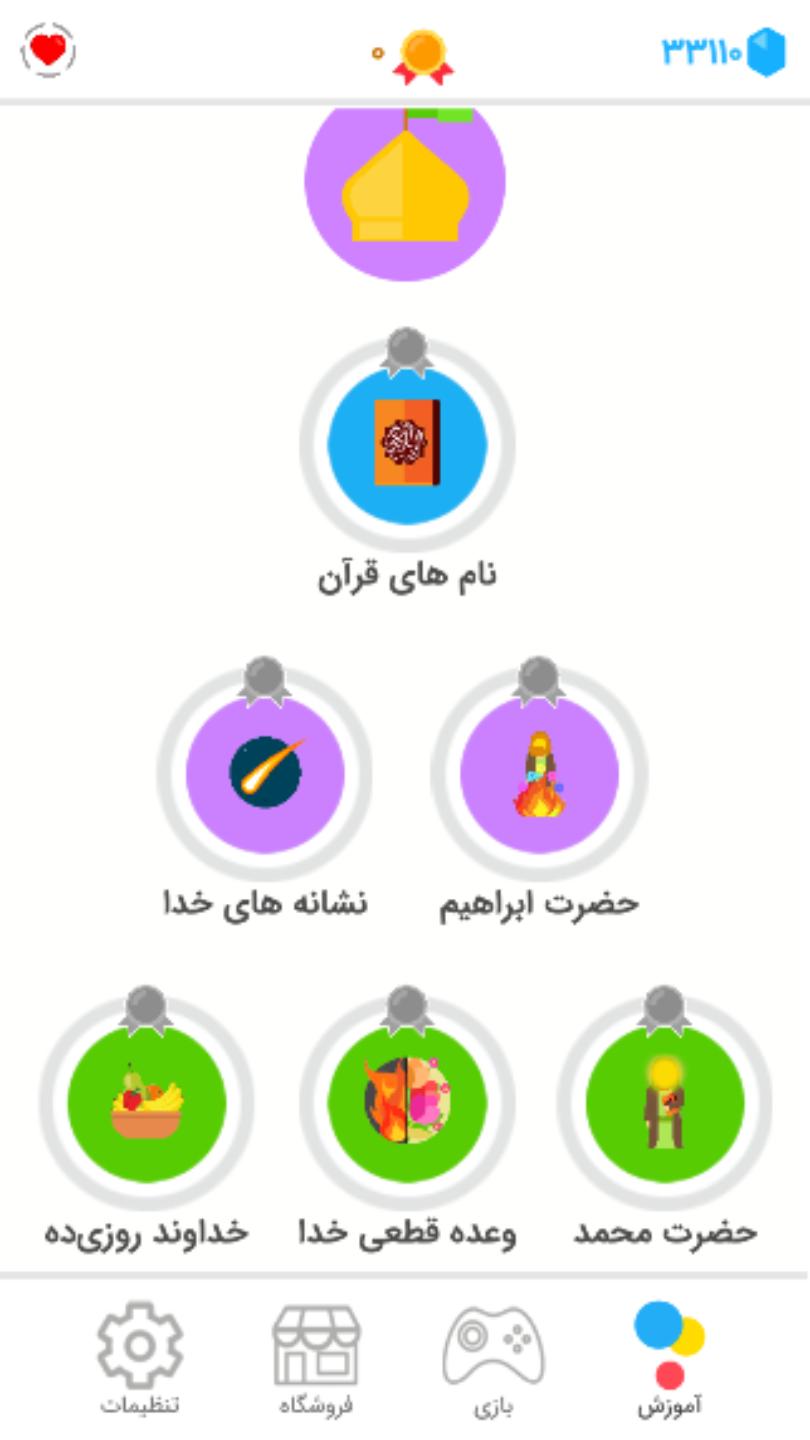 ۰
۳۳۱۱۰
نام های قرآن
حضرت ابراهیم
نشانه های خدا
حضرت محمد
وعده قطعی خدا
خداوند روزی‌ده
آموزش
بازی
فروشگاه
تنظیمات